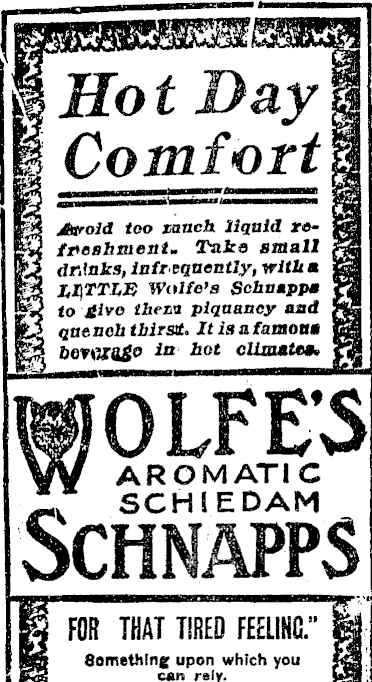 Hot Day
Comfort
Avoid too much liquid re-
freshment. Take small
drinks, infrequently, with a
LITTLE Wolfe's Schnapps
to give them piquancy and
quench thirst. It is a famous
beverage in hot climates.
WOLFE'S
AROMATIC
SCHIEDAM
SCHNAPPS
FOR THAT TIRED FEELING."
Something upon which you
can rely.